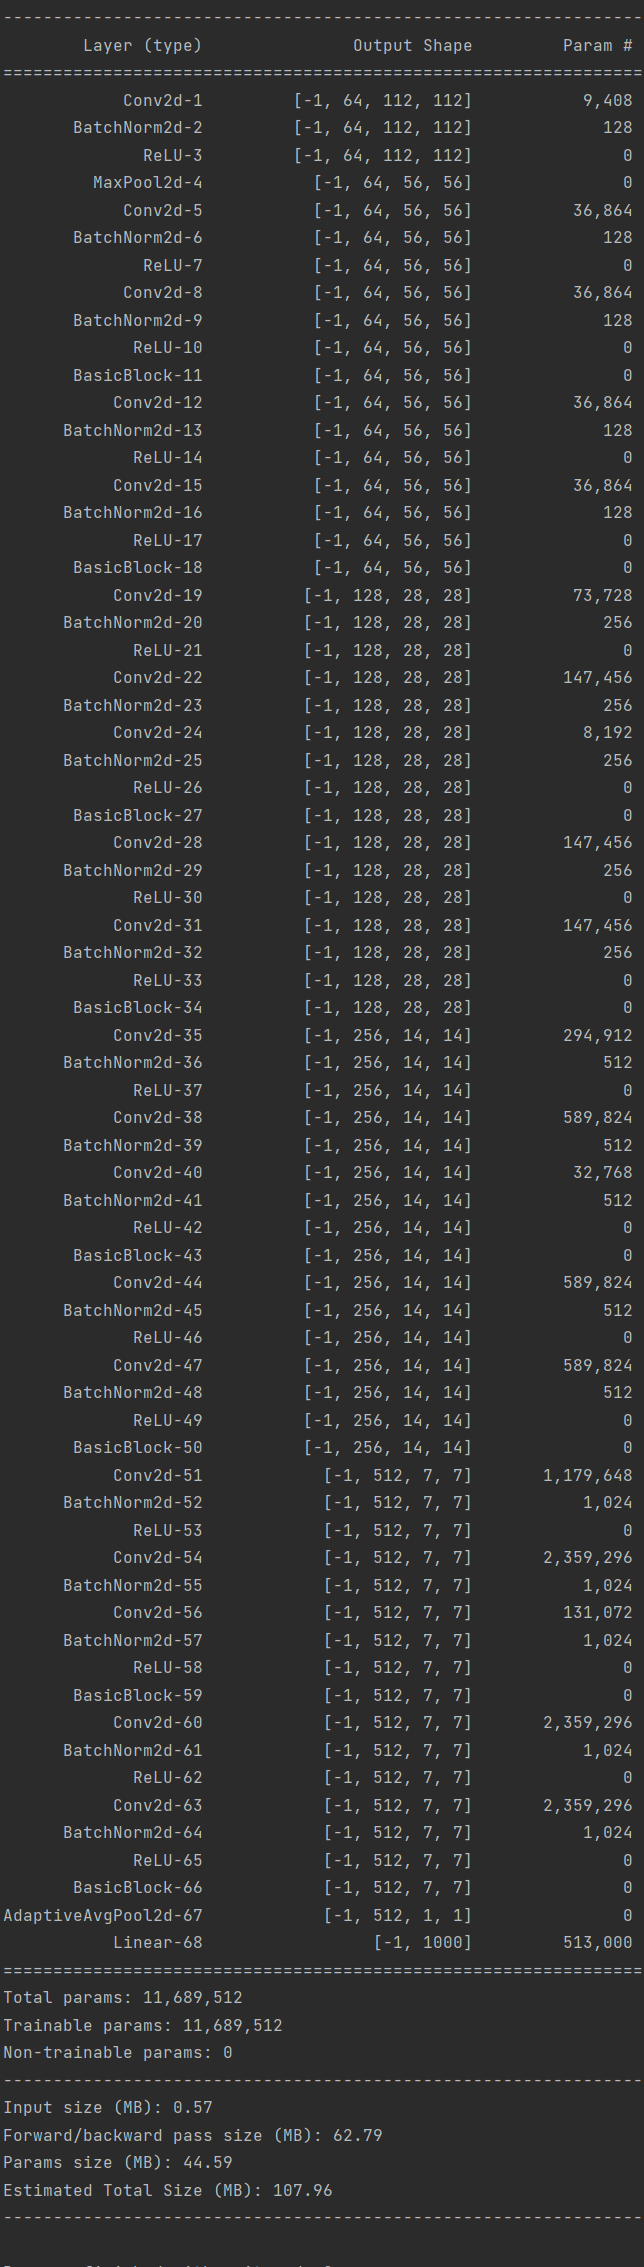 ----------------------------------------------------------------
Layer (type) Output Shape Param #
================================================================
Conv2d-1 [-1, 64, 112, 112] 9,408
BatchNorm2d-2 [-1, 64, 112, 112] 128
ReLU-3 [-1, 64, 112, 112] 0
MaxPool2d-4 [-1, 64, 56, 56] 0
Conv2d-5 [-1, 64, 56, 56] 36,864
BatchNorm2d-6 [-1, 64, 56, 56] 128
ReLU-7 [-1, 64, 56, 56] 0
Conv2d-8 [-1, 64, 56, 56] 36,864
BatchNorm2d-9 [-1, 64, 56, 56] 128
ReLU-10 [-1, 64, 56, 56] 0
BasicBlock-11 [-1, 64, 56, 56] 0
Conv2d-12 [-1, 64, 56, 56] 36,864
BatchNorm2d-13 [-1, 64, 56, 56] 128
ReLU-14 [-1, 64, 56, 56] 0
Conv2d-15 [-1, 64, 56, 56] 36,864
BatchNorm2d-16 [-1, 64, 56, 56] 128
ReLU-17 [-1, 64, 56, 56] 0
BasicBlock-18 [-1, 64, 56, 56] 0
Conv2d-19 [-1, 128, 28, 28] 73,728
BatchNorm2d-20 [-1, 128, 28, 28] 256
ReLU-21 [-1, 128, 28, 28] 0
Conv2d-22 [-1, 128, 28, 28] 147,456
BatchNorm2d-23 [-1, 128, 28, 28] 256
Conv2d-24 [-1, 128, 28, 28] 8,192
BatchNorm2d-25 [-1, 128, 28, 28] 256
ReLU-26 [-1, 128, 28, 28] 0
BasicBlock-27 [-1, 128, 28, 28] 0
Conv2d-28 [-1, 128, 28, 28] 147,456
BatchNorm2d-29 [-1, 128, 28, 28] 256
ReLU-30 [-1, 128, 28, 28] 0
Conv2d-31 [-1, 128, 28, 28] 147,456
BatchNorm2d-32 [-1, 128, 28, 28] 256
ReLU-33 [-1, 128, 28, 28] 0
BasicBlock-34 [-1, 128, 28, 28] 0
Conv2d-35 [-1, 256, 14, 14] 294,912
BatchNorm2d-36 [-1, 256, 14, 14] 512
ReLU-37 [-1, 256, 14, 14] 0
Conv2d-38 [-1, 256, 14, 14] 589,824
BatchNorm2d-39 [-1, 256, 14, 14] 512
Conv2d-40 [-1, 256, 14, 14] 32,768
BatchNorm2d-41 [-1, 256, 14, 14] 512
ReLU-42 [-1, 256, 14, 14] 0
BasicBlock-43 [-1, 256, 14, 14] 0
Conv2d-44 [-1, 256, 14, 14] 589,824
BatchNorm2d-45 [-1, 256, 14, 14] 512
ReLU-46 [-1, 256, 14, 14] 0
Conv2d-47 [-1, 256, 14, 14] 589,824
BatchNorm2d-48 [-1, 256, 14, 14] 512
ReLU-49 [-1, 256, 14, 14] 0
BasicBlock-50 [-1, 256, 14, 14] 0
Conv2d-51 [-1, 512, 7, 7] 1,179,648
BatchNorm2d-52 [-1, 512, 7, 7] 1,024
ReLU-53 [-1, 512, 7, 7] 0
Conv2d-54 [-1, 512, 7, 7] 2,359,296
BatchNorm2d-55 [-1, 512, 7, 7] 1,024
Conv2d-56 [-1, 512, 7, 7] 131,072
BatchNorm2d-57 [-1, 512, 7, 7] 1,024
ReLU-58 [-1, 512, 7, 7] 0
BasicBlock-59 [-1, 512, 7, 7] 0
Conv2d-60 [-1, 512, 7, 7] 2,359,296
BatchNorm2d-61 [-1, 512, 7, 7] 1,024
ReLU-62 [-1, 512, 7, 7] 0
Conv2d-63 [-1, 512, 7, 7] 2,359,296
BatchNorm2d-64 [-1, 512, 7, 7] 1,024
ReLU-65 [-1, 512, 7, 7] 0
BasicBlock-66 [-1, 512, 7, 7] 0
AdaptiveAvgPool2d-67 [-1, 512, 1, 1] 0
Linear-68 [-1, 1000] 513,000
================================================================
Total params: 11,689,512
Trainable params: 11,689,512
Non-trainable params: 0
----------------------------------------------------------------
Input size (MB): 0.57
Forward/backward pass size (MB): 62.79
Params size (MB): 44.59
Estimated Total Size (MB): 107.96
----------------------------------------------------------------